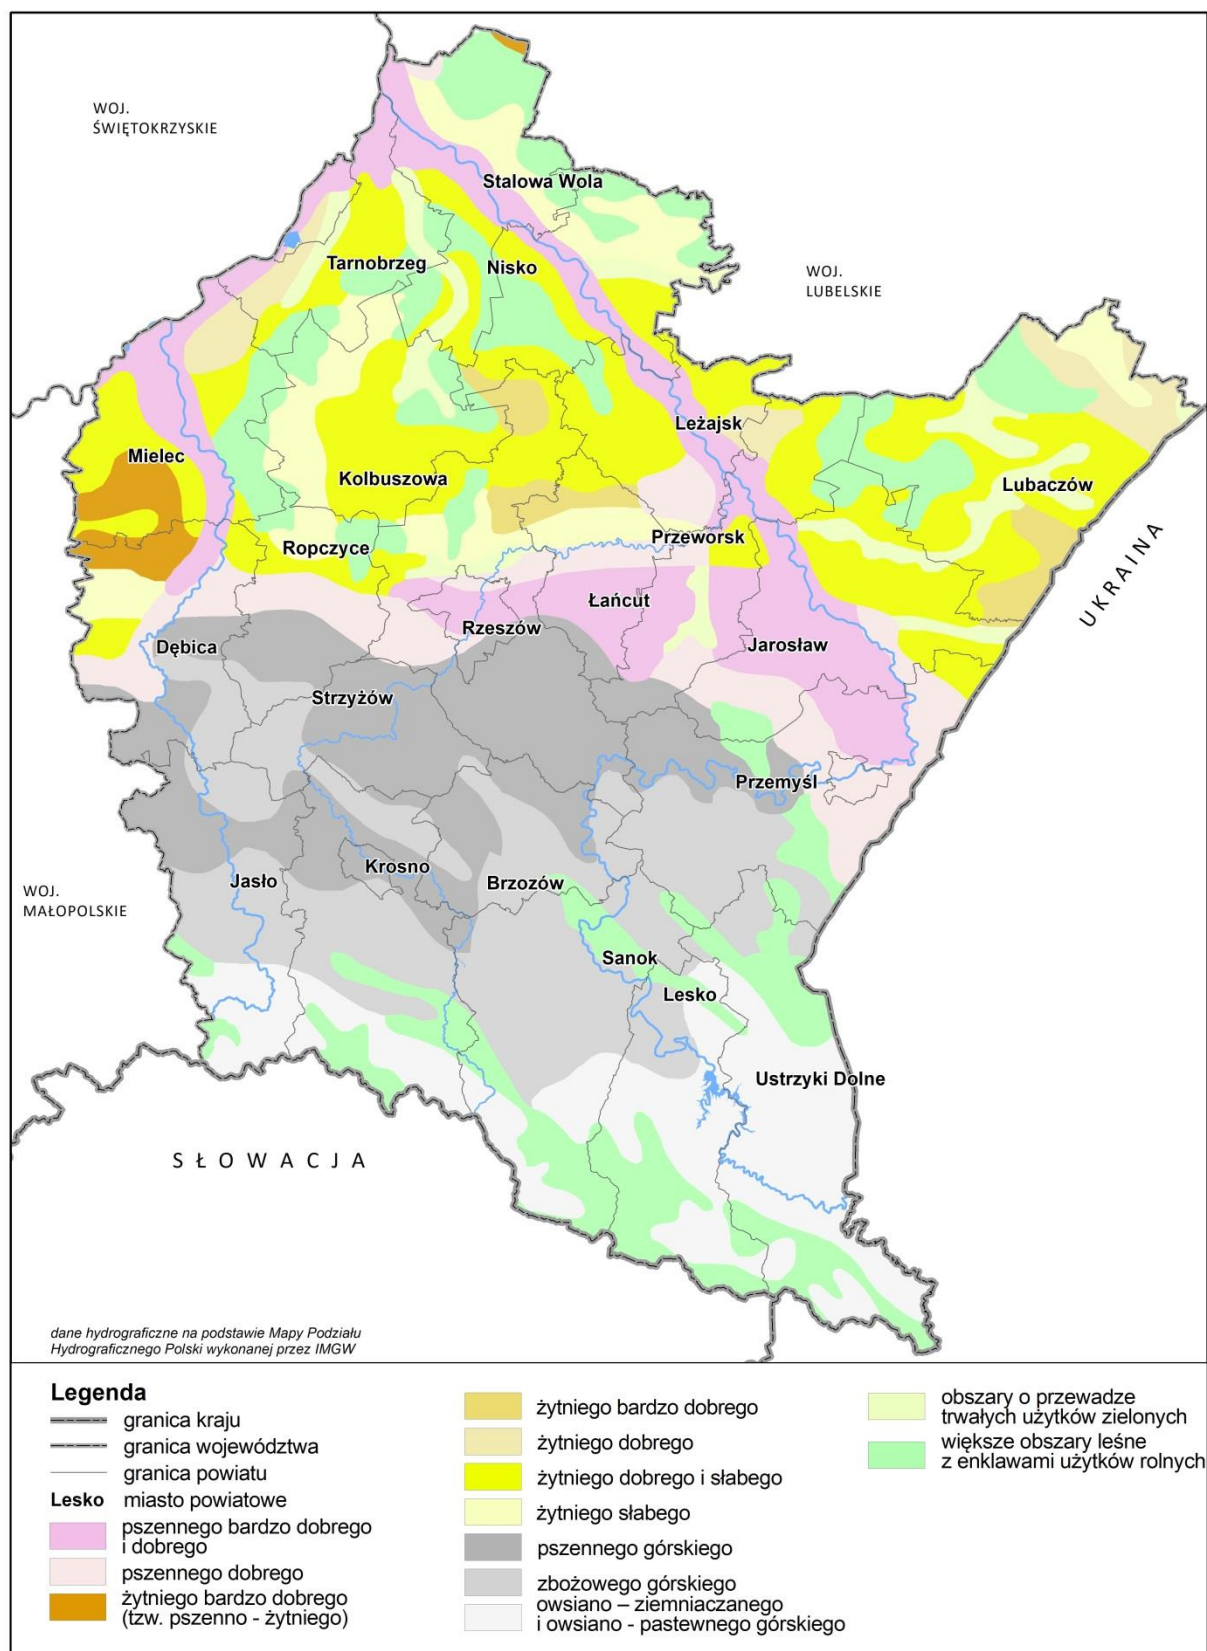 WOJ.
ŚWIĘTOKRZYSKIE
Stalowa Wola
Tarnobrzeg
Nisko
WOJ.
LUBELSKIE
Leżajsk
Mielec
Kolbuszowa
Lubaczów
Ropczyce
Przeworsk
UKRAINA
Łańcut
Rzeszów
Dębica
Jarosław
Strzyżów
Przemyśl
Krosno
Jasło
Brzozów
WOJ.
MAŁOPOLSKIE
Sanok
Lesko
Ustrzyki Dolne
SŁOWACJA
dane hydrograficzne na podstawie Mapy Podziału
Hydrograficznego Polski wykonanej przez IMGW
Legenda
granica kraju
granica województwa
granica powiatu
Lesko miasto powiatowe
pszennego bardzo dobrego
i dobrego
pszennego dobrego
żytniego bardzo dobrego
(tzw. pszenno - żytniego)
żytniego bardzo dobrego
żytniego dobrego
żytniego dobrego i słabego
żytniego słabego
pszennego górskiego
zbożowego górskiego
owsiano – ziemniaczanego
i owsiano - pastewnego górskiego
obszary o przewadze
trwałych użytków zielonych
większe obszary leśne
z enklawami użytków rolnych